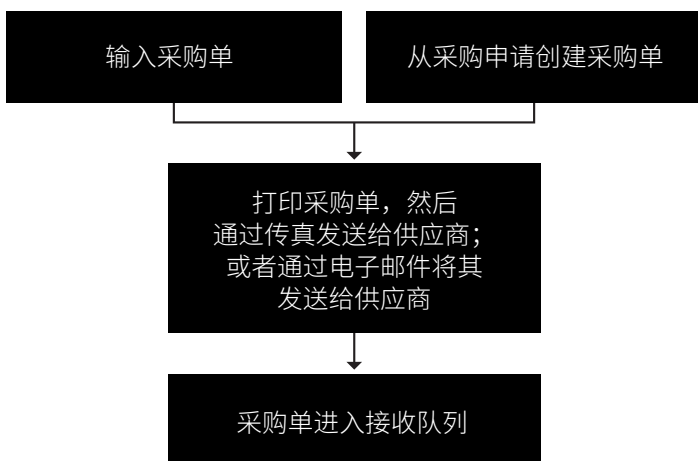 输入采购单
从采购申请创建采购单
打印采购单，然后
通过传真发送给供应商；
或者通过电子邮件将其
发送给供应商
采购单进入接收队列